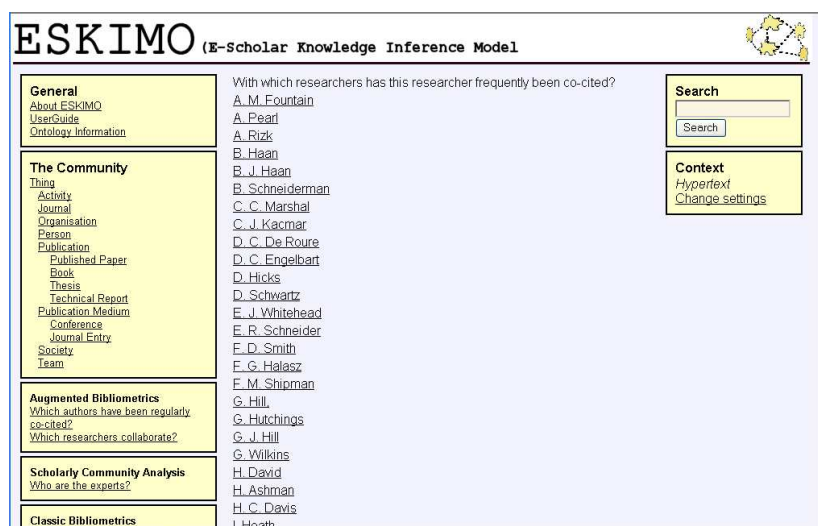 ESKIMO (E-Scholar Knowledge Inference Model
General
About ESKIMO
UserGuide
Ontology Information
The Community
Thing
Activity
Journal
Organisation
Person
Publication
Published Paper
Book
Thesis
Technical Report
Publication Medium
Conference
Journal Entry
Society
Team
Augmented Bibliometrics
Which authors have been regularly
co-cited?
Which researchers collaborate?
Scholarly Community Analysis
Who are the experts?
Classic Bibliometrics
With which researchers has this researcher frequently been co-cited?
A. M. Fountain
A. Pearl
A. Rizk
B. Haan
B. J. Haan
B. Schneiderman
C. C. Marshal
C. J. Kacmar
D. C. De Roure
D. C. Engelbart
D. Hicks
D. Schwartz
E. J. Whitehead
E. R. Schneider
F. D. Smith
F. G. Halasz
F. M. Shipman
G. Hill,
G. Hutchings
G. J. Hill
G. Wilkins
H. David
H. Ashman
H. C. Davis
I. Heath
Search
Search
Context
Hypertext
Change settings